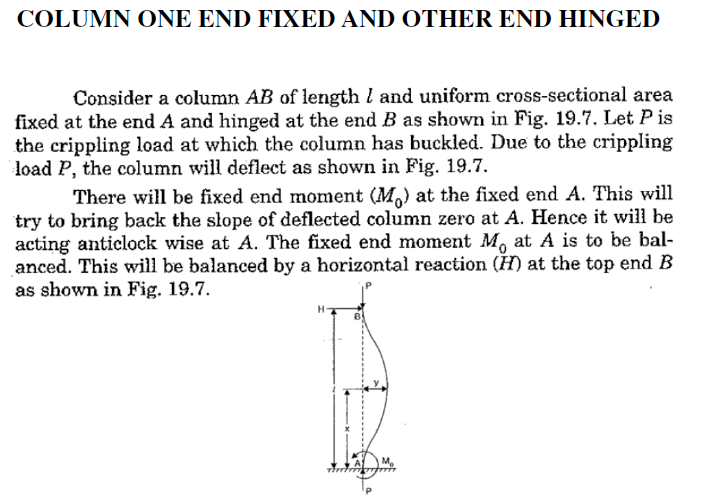 COLUMN ONE END FIXED AND OTHER END HINGED
Consider a column AB of length l and uniform cross-sectional area
fixed at the end A and hinged at the end B as shown in Fig. 19.7. Let P is
the crippling load at which the column has buckled. Due to the crippling
load P, the column will deflect as shown in Fig. 19.7.
There will be fixed end moment (M₀) at the fixed end A. This will
try to bring back the slope of deflected column zero at A. Hence it will be
acting anticlock wise at A. The fixed end moment M₀ at A is to be bal-
anced. This will be balanced by a horizontal reaction (H) at the top end B
as shown in Fig. 19.7.
P
H
B
y
l
x
A
M₀
P